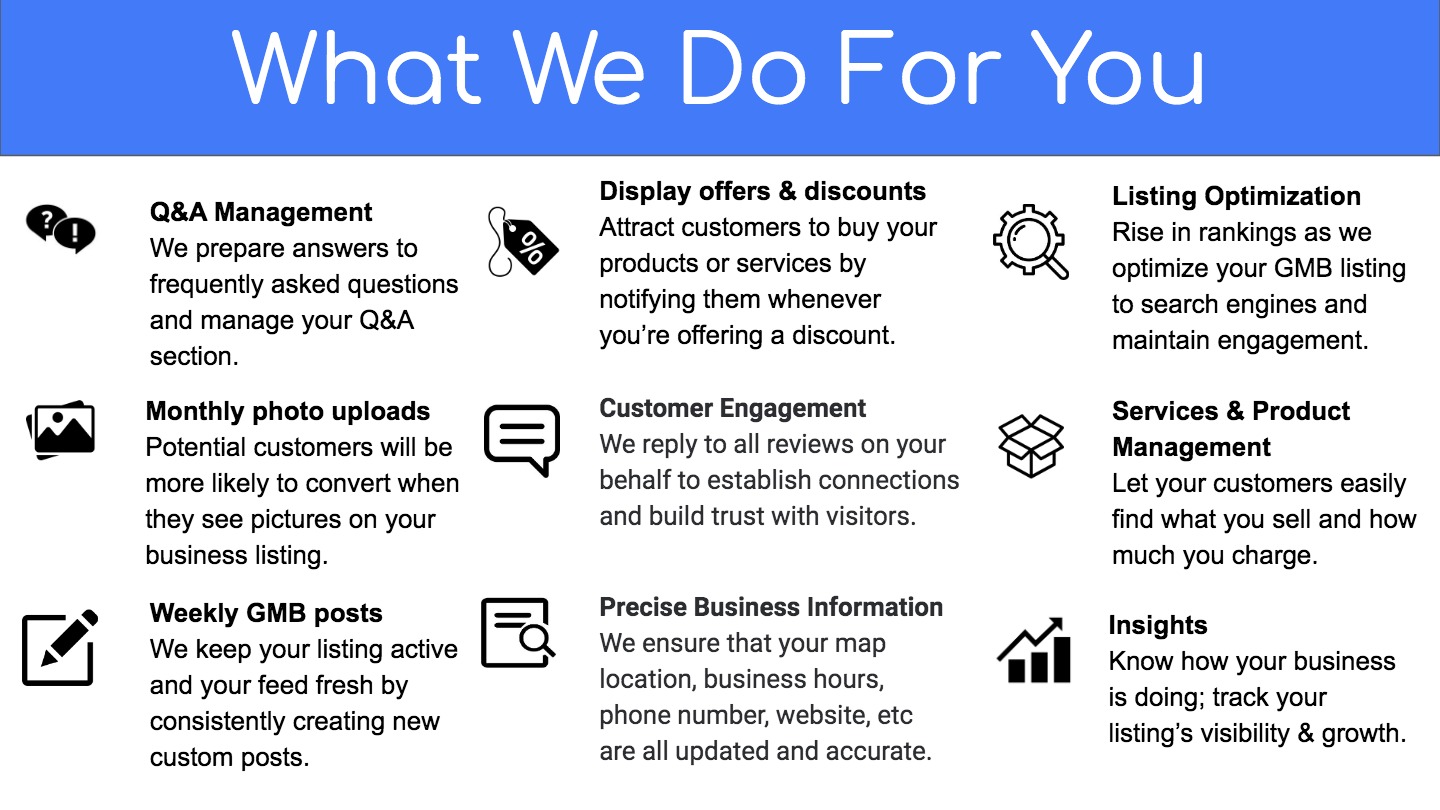 What We Do For You
Q&A Management
We prepare answers to
frequently asked questions
and manage your Q&A
section.
Display offers & discounts
Attract customers to buy your
products or services by
notifying them whenever
you're offering a discount.
Listing Optimization
Rise in rankings as we
optimize your GMB listing
to search engines and
maintain engagement.
Monthly photo uploads
Potential customers will be
more likely to convert when
they see pictures on your
business listing.
Customer Engagement
We reply to all reviews on your
behalf to establish connections
and build trust with visitors.
Services & Product
Management
Let your customers easily
find what you sell and how
much you charge.
Weekly GMB posts
We keep your listing active
and your feed fresh by
consistently creating new
custom posts.
Precise Business Information
We ensure that your map
location, business hours,
phone number, website, etc
are all updated and accurate.
Insights
Know how your business
is doing; track your
listing's visibility & growth.